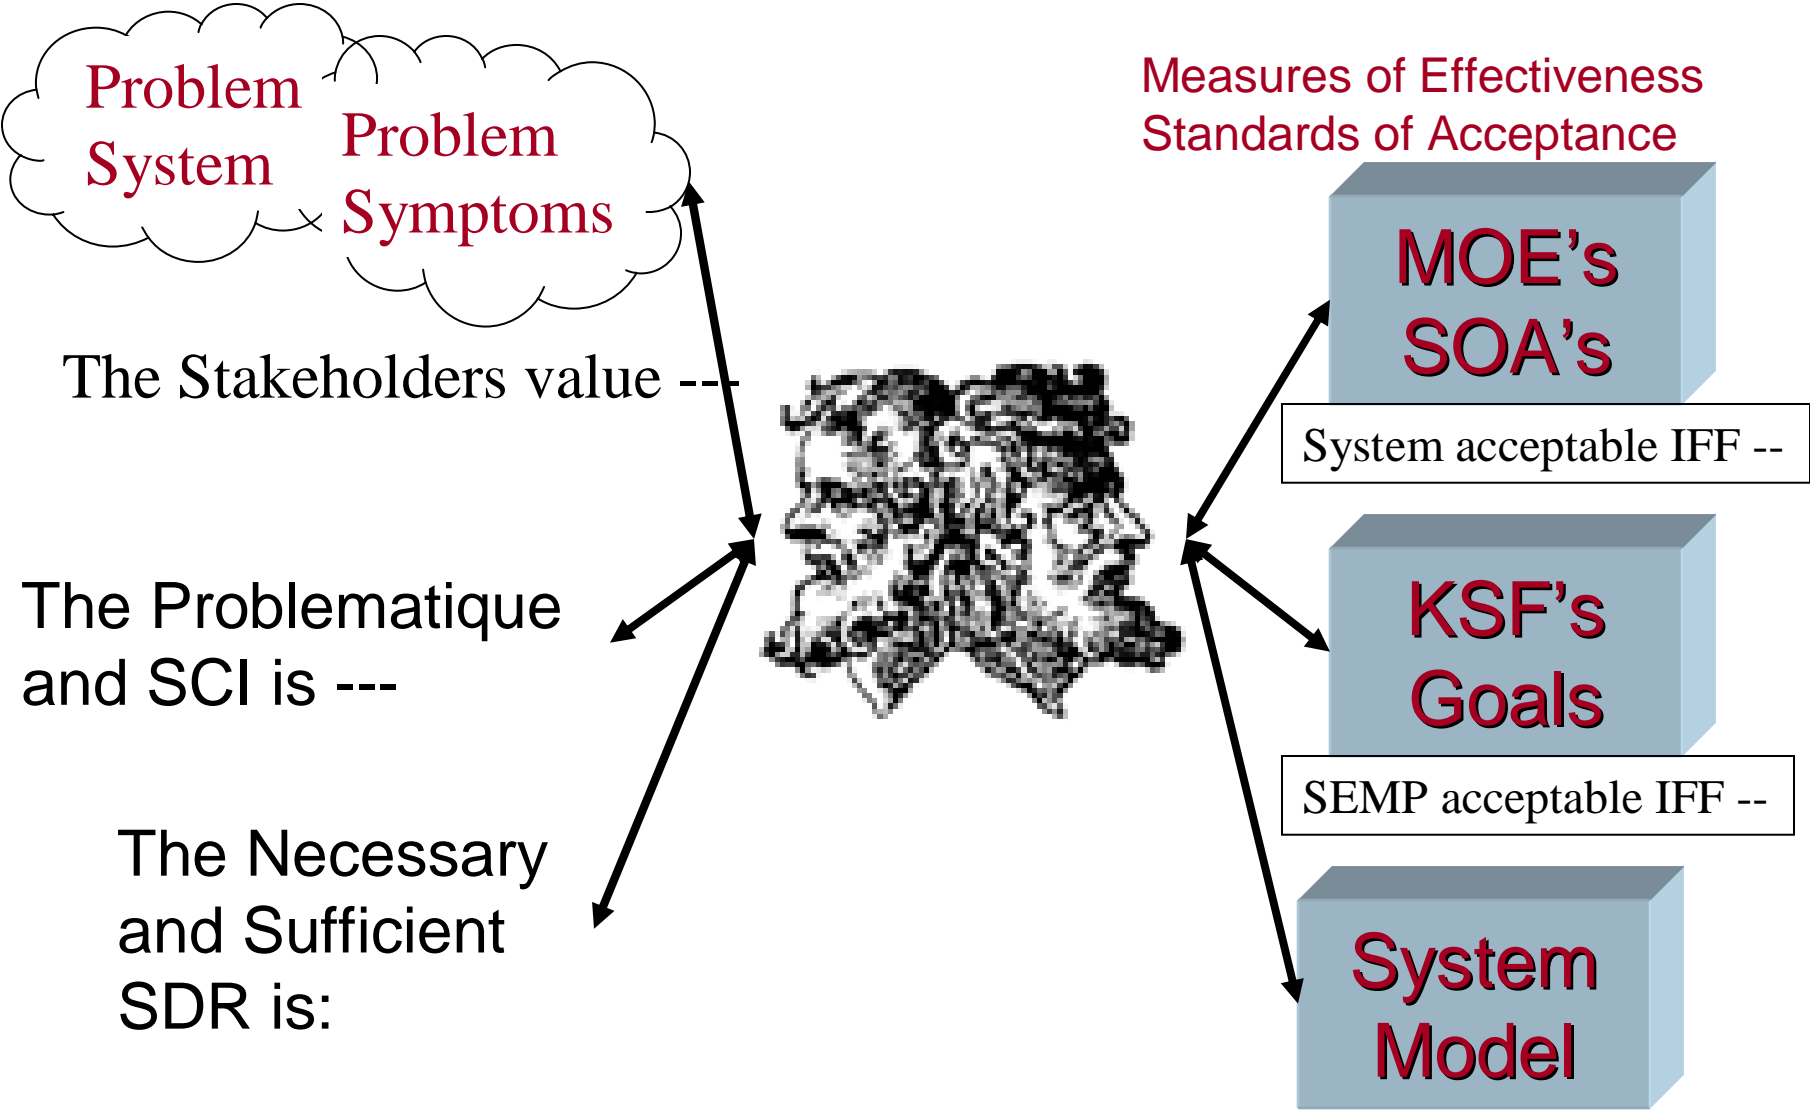 Problem
System
Problem
Symptoms
The Stakeholders value ---
The Problematique
and SCI is ---
The Necessary
and Sufficient
SDR is:
Measures of Effectiveness
Standards of Acceptance
MOE’s
SOA’s
System acceptable IFF --
KSF’s
Goals
SEMP acceptable IFF --
System
Model